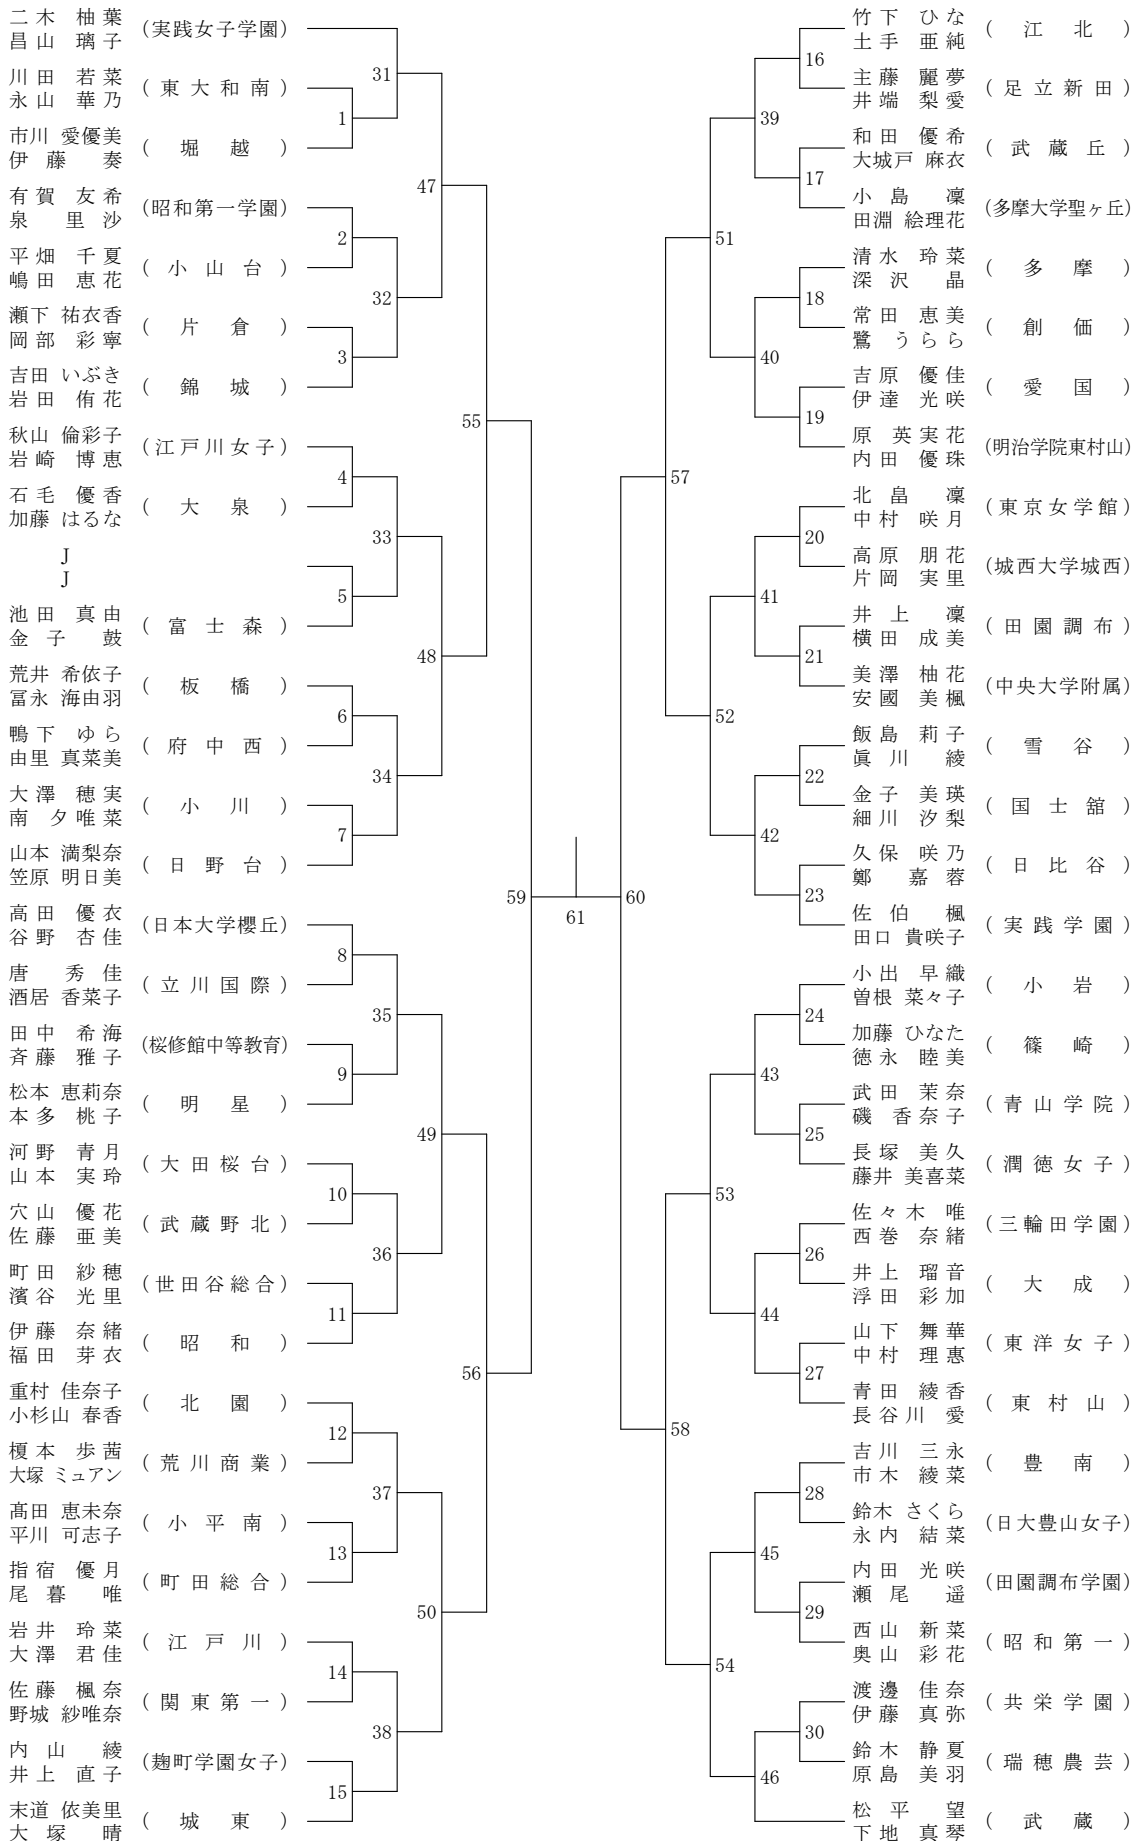 二木 柚葉
昌山 璃子
(実践女子学園)
川田 若菜
永山 華乃
(東大和南)
市川 愛優美
伊藤 奏
(堀越)
有賀 友希
泉 里沙
(昭和第一学園)
平畑 千夏
嶋田 恵花
(小山台)
瀬下 祐衣香
岡部 彩寧
(片倉)
吉田 いぶき
岩田 侑花
(錦城)
秋山 倫彩子
岩崎 博恵
(江戸川女子)
石毛 優香
加藤 はるな
(大泉)
J
J
池田 真由
金子 鼓
(富士森)
荒井 希依子
冨永 海由羽
(板橋)
鴨下 ゆら
由里 真菜美
(府中西)
大澤 穂実
南 夕唯菜
(小川)
山本 満梨奈
笠原 明日美
(日野台)
高田 優衣
谷野 杏佳
(日本大学櫻丘)
唐 秀佳
酒居 香菜子
(立川国際)
田中 希海
斉藤 雅子
(桜修館中等教育)
松本 恵莉奈
本多 桃子
(明星)
河野 青月
山本 実玲
(大田桜台)
穴山 優花
佐藤 亜美
(武蔵野北)
町田 紗穂
濱谷 光里
(世田谷総合)
伊藤 奈緒
福田 芽衣
(昭和)
重村 佳奈子
小杉山 春香
(北園)
榎本 歩茜
大塚 ミュアン
(荒川商業)
髙田 恵未奈
平川 可志子
(小平南)
指宿 優月
尾暮 唯
(町田総合)
岩井 玲菜
大澤 君佳
(江戸川)
佐藤 楓奈
野城 紗唯奈
(関東第一)
内山 綾
井上 直子
(麹町学園女子)
末道 依美里
大塚 晴
(城東)
31
1
47
2
32
3
55
4
33
5
48
6
34
7
59
8
35
9
49
10
36
11
56
12
37
13
50
14
38
15
61
60
16
39
17
51
18
40
19
57
20
41
21
52
22
42
23
24
43
25
53
26
44
27
58
28
45
29
54
30
46
竹下 ひな
土手 亜純
(江北)
主藤 麗夢
井端 梨愛
(足立新田)
和田 優希
大城戸 麻衣
(武蔵丘)
小島 凜
田淵 絵理花
(多摩大学聖ヶ丘)
清水 玲菜
深沢 晶
(多摩)
常田 恵美
鷺 うらら
(創価)
吉原 優佳
伊達 光咲
(愛国)
原 英実花
内田 優珠
(明治学院東村山)
北畠 凜
中村 咲月
(東京女学館)
高原 朋花
片岡 実里
(城西大学城西)
井上 凜
横田 成美
(田園調布)
美澤 柚花
安國 美楓
(中央大学附属)
飯島 莉子
眞川 綾
(雪谷)
金子 美瑛
細川 汐梨
(国士舘)
久保 咲乃
鄭 嘉蓉
(日比谷)
佐伯 楓
田口 貴咲子
(実践学園)
小出 早織
曽根 菜々子
(小岩)
加藤 ひなた
徳永 睦美
(篠崎)
武田 茉奈
磯 香奈子
(青山学院)
長塚 美久
藤井 美喜菜
(潤徳女子)
佐々木 唯
西巻 奈緒
(三輪田学園)
井上 瑠音
浮田 彩加
(大成)
山下 舞華
中村 理惠
(東洋女子)
青田 綾香
長谷川 愛
(東村山)
吉川 三永
市木 綾菜
(豊南)
鈴木 さくら
永内 結菜
(日大豊山女子)
内田 光咲
瀬尾 遥
(田園調布学園)
西山 新菜
奥山 彩花
(昭和第一)
渡邊 佳奈
伊藤 真弥
(共栄学園)
鈴木 静夏
原島 美羽
(瑞穂農芸)
松平 望
下地 真琴
(武蔵)